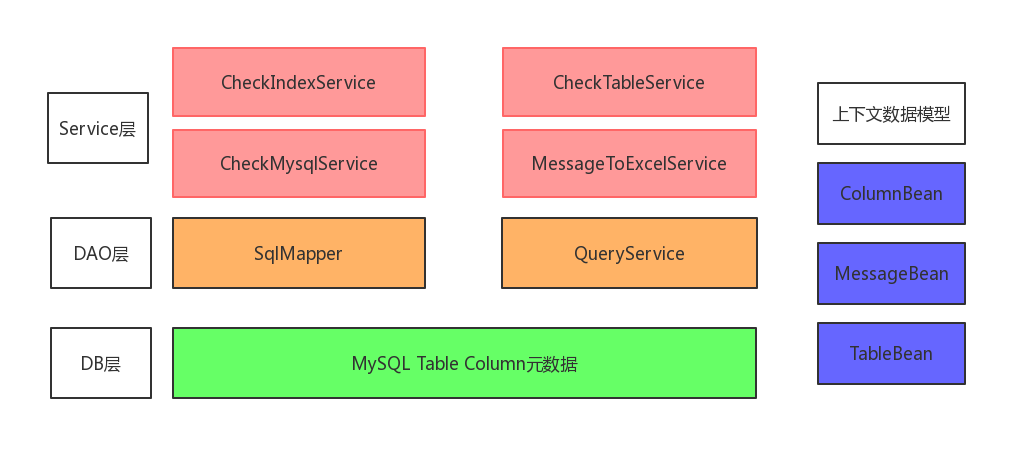 Service层
CheckIndexService
CheckTableService
CheckMysqlService
MessageToExcelService
DAO层
SqlMapper
QueryService
DB层
MySQL Table Column元数据
上下文数据模型
ColumnBean
MessageBean
TableBean